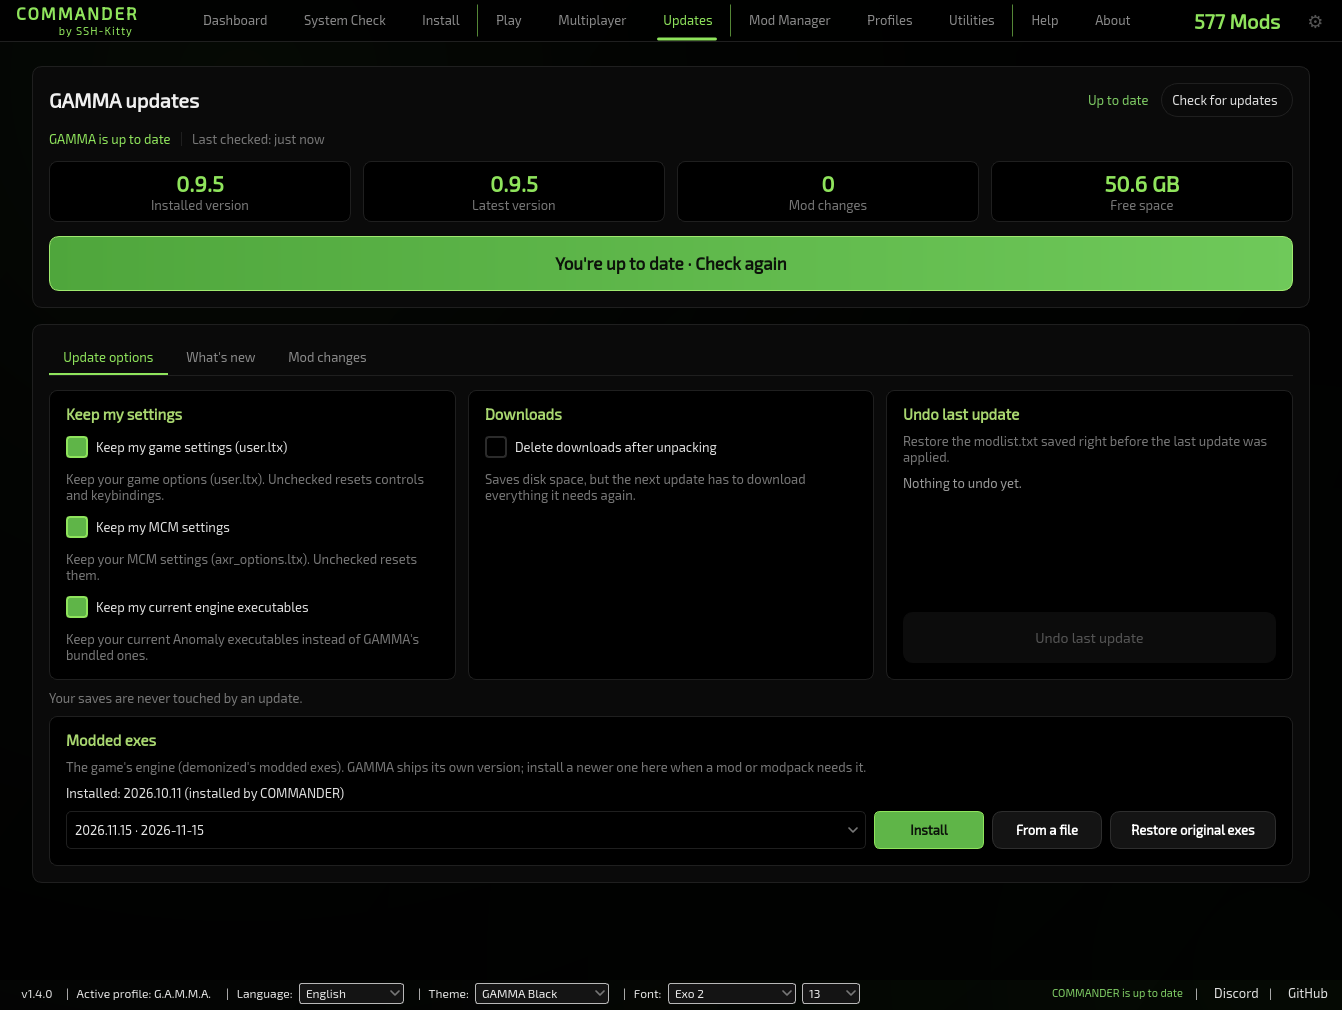 COMMANDER
by SSH-Kitty
Dashboard
System Check
Install
Play
Multiplayer
Updates
Mod Manager
Profiles
Utilities
Help
About
577 Mods
GAMMA updates
Up to date
Check for updates
GAMMA is up to date
Last checked: just now
0.9.5
Installed version
0.9.5
Latest version
0
Mod changes
50.6 GB
Free space
You're up to date · Check again
Update options
What's new
Mod changes
Keep my settings
Keep my game settings (user.ltx)
Keep your game options (user.ltx). Unchecked resets controls
and keybindings.
Keep my MCM settings
Keep your MCM settings (axr_options.ltx). Unchecked resets
them.
Keep my current engine executables
Keep your current Anomaly executables instead of GAMMA's
bundled ones.
Downloads
Delete downloads after unpacking
Saves disk space, but the next update has to download
everything it needs again.
Undo last update
Restore the modlist.txt saved right before the last update was
applied.
Nothing to undo yet.
Undo last update
Your saves are never touched by an update.
Modded exes
The game's engine (demonized's modded exes). GAMMA ships its own version; install a newer one here when a mod or modpack needs it.
Installed: 2026.10.11 (installed by COMMANDER)
2026.11.15 · 2026-11-15
Install
From a file
Restore original exes
v1.4.0 | Active profile: G.A.M.M.A. | Language: English | Theme: GAMMA Black | Font: Exo 2 13
COMMANDER is up to date | Discord | GitHub